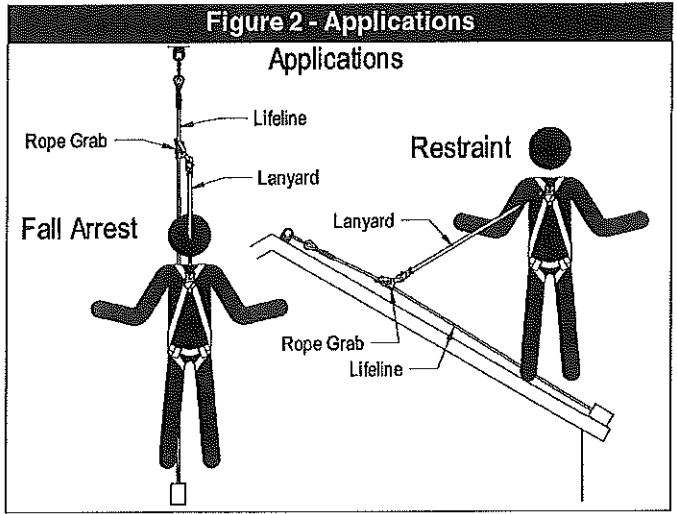 Figure 2 - Applications
Applications
Lifeline
Rope Grab
Lanyard
Fall Arrest
Restraint
Lanyard
Rope Grab
Lifeline